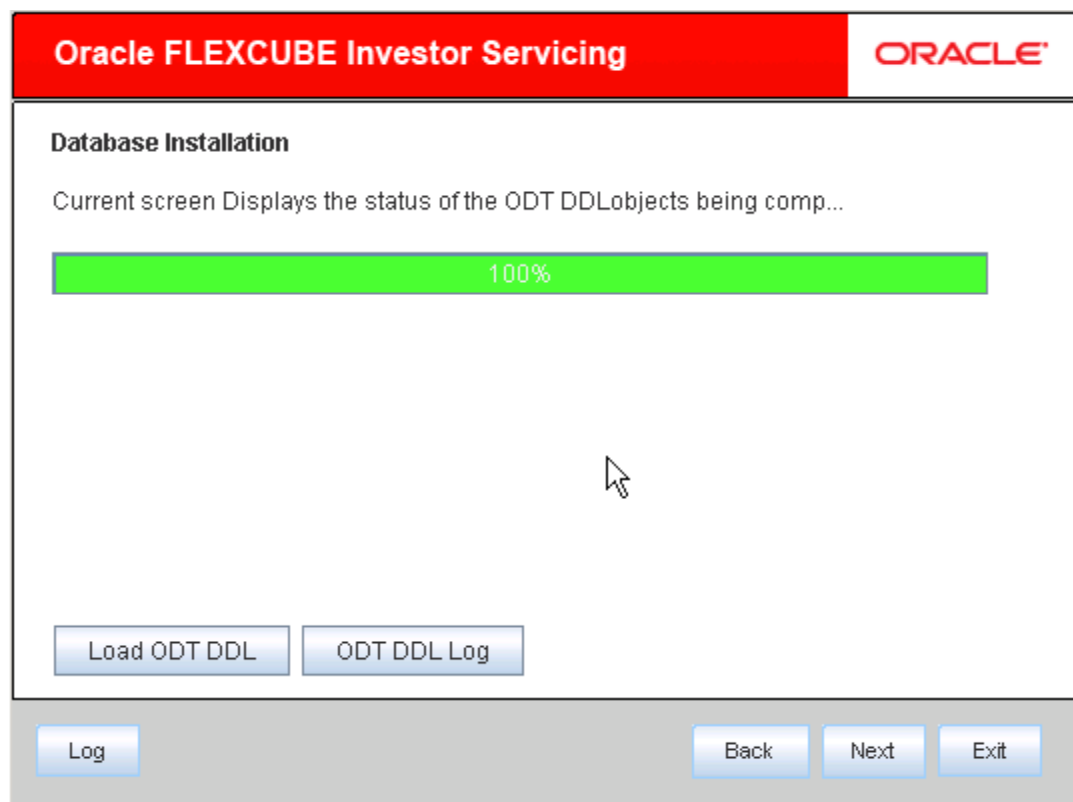 Oracle FLEXCUBE Investor Servicing
ORACLE
Database Installation
Current screen Displays the status of the ODT DDLobjects being comp...
100%
Load ODT DDL
ODT DDL Log
Log
Back
Next
Exit